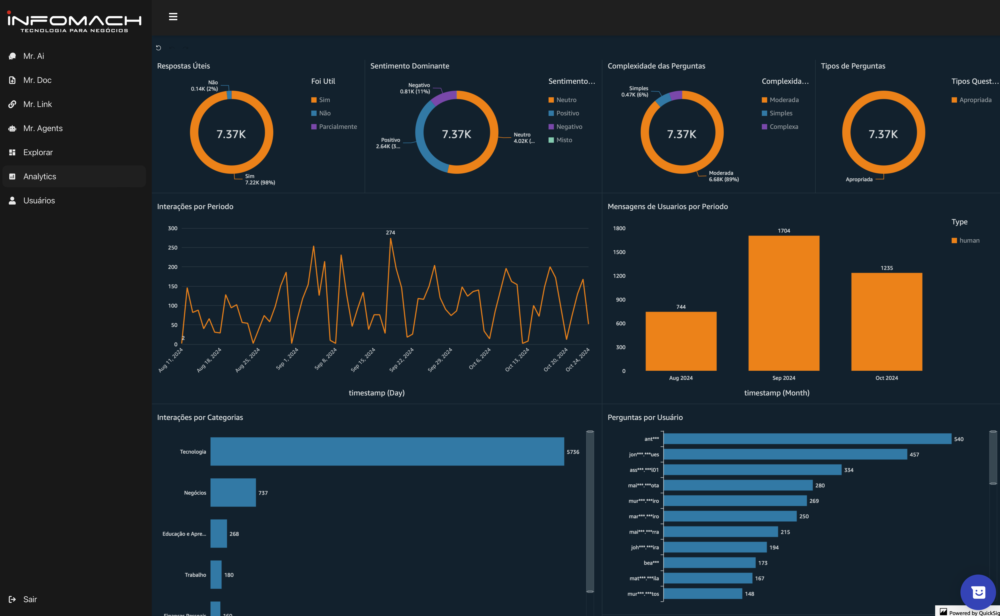 iNFOMACH
TECNOLOGIA PARA NEGÓCIOS
Mr. Ai
Mr. Doc
Mr. Link
Mr. Agents
Explorar
Analytics
Usuários
Sair
Respostas Úteis
Não
0.14K (2%)
7.37K
Sim
7.22K (98%)
Foi Util
Sim
Não
Parcialmente
Sentimento Dominante
Negativo
0.81K (11%)
Positivo
2.64K (3...
7.37K
Neutro
4.02K (...
Sentimento...
Neutro
Positivo
Negativo
Misto
Complexidade das Perguntas
Simples
0.47K (6%)
7.37K
Moderada
6.68K (89%)
Complexida...
Moderada
Simples
Complexa
Tipos de Perguntas
7.37K
Apropriada
Tipos Quest...
Apropriada
Interações por Periodo
300
250
200
150
100
50
0
274
2
Aug 11, 2024
Aug 18, 2024
Aug 25, 2024
Sep 1, 2024
Sep 8, 2024
Sep 15, 2024
Sep 22, 2024
Sep 29, 2024
Oct 6, 2024
Oct 13, 2024
Oct 20, 2024
Oct 24, 2024
timestamp (Day)
Mensagens de Usuarios por Periodo
1800
1500
1200
900
600
300
0
744
1704
1235
Aug 2024
Sep 2024
Oct 2024
timestamp (Month)
Type
human
Interações por Categorias
Tecnologia 5736
Negócios 737
Educação e Apre... 268
Trabalho 180
Finanças Pessoais 160
Perguntas por Usuário
ant*** 540
jon***.***ues 457
ass***.***l01 334
mai***.***ota 280
mur***.***iro 269
mar***.***iro 250
mai***.***rra 215
joh***.***ira 194
bea*** 173
mat***.***ila 167
mur***.***tos 148
Powered by QuickSig